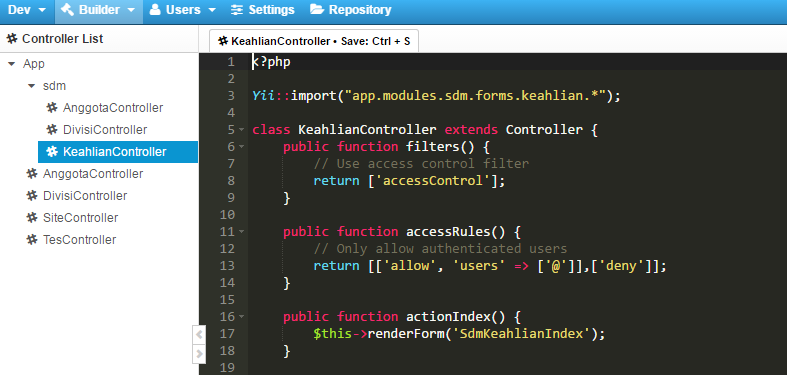 Dev Builder Users Settings Repository
Controller List
App
sdm
AnggotaController
DivisiController
KeahlianController
AnggotaController
DivisiController
SiteController
TesController
KeahlianController • Save: Ctrl + S
1 <?php
2
3 Yii::import("app.modules.sdm.forms.keahlian.*");
4
5 class KeahlianController extends Controller {
6 public function filters() {
7 // Use access control filter
8 return ['accessControl'];
9 }
10
11 public function accessRules() {
12 // Only allow authenticated users
13 return [['allow', 'users' => ['@']],['deny']];
14 }
15
16 public function actionIndex() {
17 $this->renderForm('SdmKeahlianIndex');
18 }
19